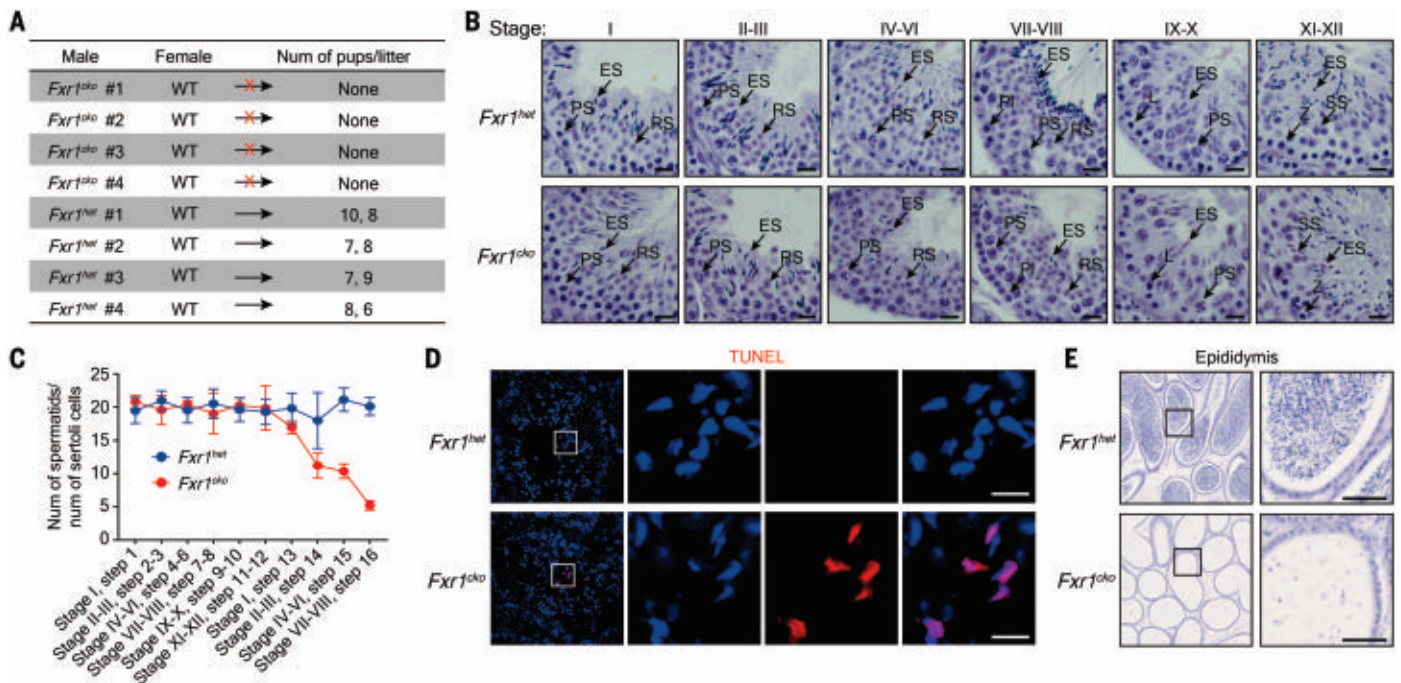 A
Male Female Num of pups/litter
Fxr1cko #1 WT None
Fxr1cko #2 WT None
Fxr1cko #3 WT None
Fxr1cko #4 WT None
Fxr1het #1 WT 10, 8
Fxr1het #2 WT 7, 8
Fxr1het #3 WT 7, 9
Fxr1het #4 WT 8, 6
B
Stage: I II-III IV-VI VII-VIII IX-X XI-XII
Fxr1het
ES PS RS
PS ES RS
ES PS RS
ES Pl PS RS
L ES PS
ES Z SS
Fxr1cko
ES PS RS
ES PS RS
ES PS RS
ES PS Pl RS
ES L PS
SS ES Z
C
Num of spermatids/
num of sertoli cells
25
20
15
10
5
0
Fxr1het
Fxr1cko
Stage I, step 1
Stage II-III, step 2-3
Stage IV-VI, step 4-6
Stage VII-VIII, step 7-8
Stage IX-X, step 9-10
Stage XI-XII, step 11-12
Stage I, step 13
Stage II-III, step 14
Stage IV-VI, step 15
Stage VII-VIII, step 16
D
TUNEL
Fxr1het
Fxr1cko
E
Epididymis
Fxr1het
Fxr1cko